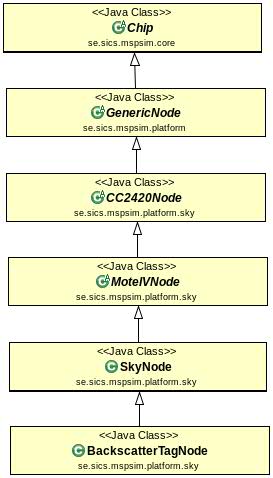 <<Java Class>>
Chip
se.sics.mspsim.core
<<Java Class>>
GenericNode
se.sics.mspsim.platform
<<Java Class>>
CC2420Node
se.sics.mspsim.platform.sky
<<Java Class>>
MoteIVNode
se.sics.mspsim.platform.sky
<<Java Class>>
SkyNode
se.sics.mspsim.platform.sky
<<Java Class>>
BackscatterTagNode
se.sics.mspsim.platform.sky